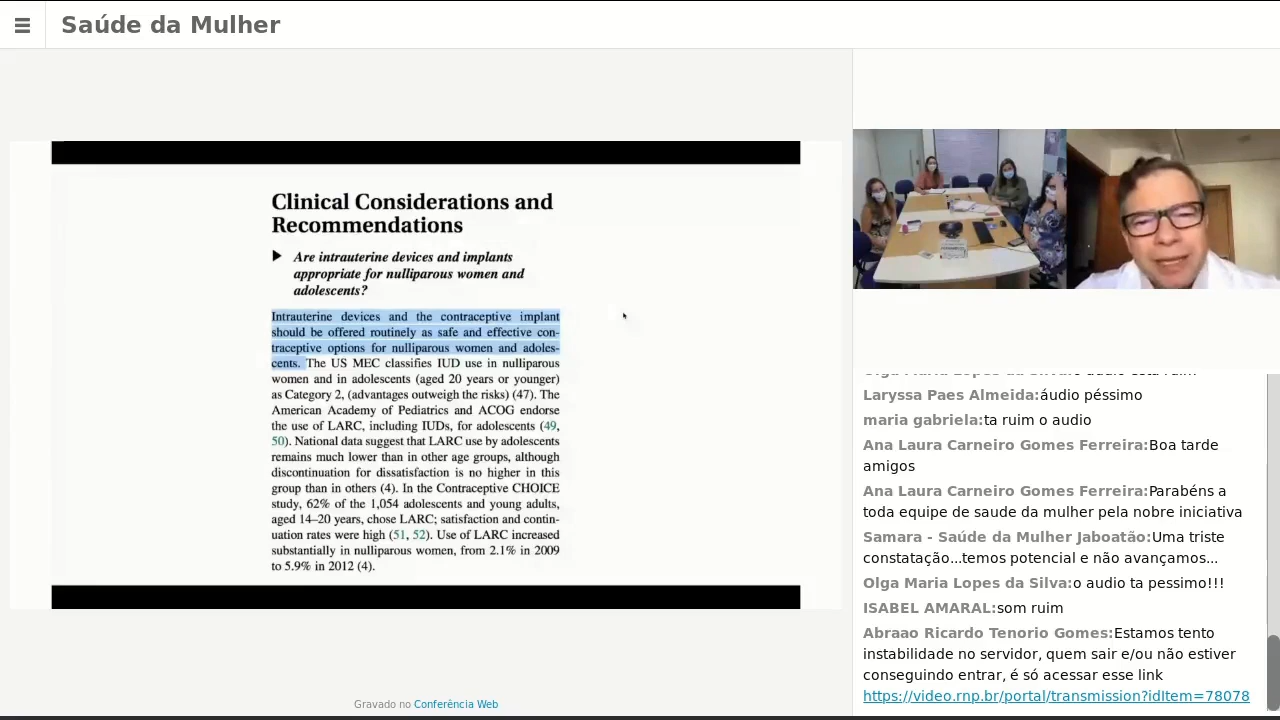 Saúde da Mulher
Clinical Considerations and
Recommendations
Are intrauterine devices and implants
appropriate for nulliparous women and
adolescents?
Intrauterine devices and the contraceptive implant
should be offered routinely as safe and effective con-
traceptive options for nulliparous women and adoles-
cents. The US MEC classifies IUD use in nulliparous
women and in adolescents (aged 20 years or younger)
as Category 2, (advantages outweigh the risks) (47). The
American Academy of Pediatrics and ACOG endorse
the use of LARC, including IUDs, for adolescents (49,
50). National data suggest that LARC use by adolescents
remains much lower than in other age groups, although
discontinuation for dissatisfaction is no higher in this
group than in others (4). In the Contraceptive CHOICE
study, 62% of the 1,054 adolescents and young adults,
aged 14–20 years, chose LARC; satisfaction and contin-
uation rates were high (51, 52). Use of LARC increased
substantially in nulliparous women, from 2.1% in 2009
to 5.9% in 2012 (4).
Gravado no Conferência Web
Laryssa Paes Almeida:áudio péssimo
maria gabriela:ta ruim o audio
Ana Laura Carneiro Gomes Ferreira:Boa tarde
amigos
Ana Laura Carneiro Gomes Ferreira:Parabéns a
toda equipe de saude da mulher pela nobre iniciativa
Samara - Saúde da Mulher Jaboatão:Uma triste
constatação...temos potencial e não avançamos...
Olga Maria Lopes da Silva:o audio ta pessimo!!!
ISABEL AMARAL:som ruim
Abraao Ricardo Tenorio Gomes:Estamos tento
instabilidade no servidor, quem sair e/ou não estiver
conseguindo entrar, é só acessar esse link
https://video.rnp.br/portal/transmission?idItem=78078